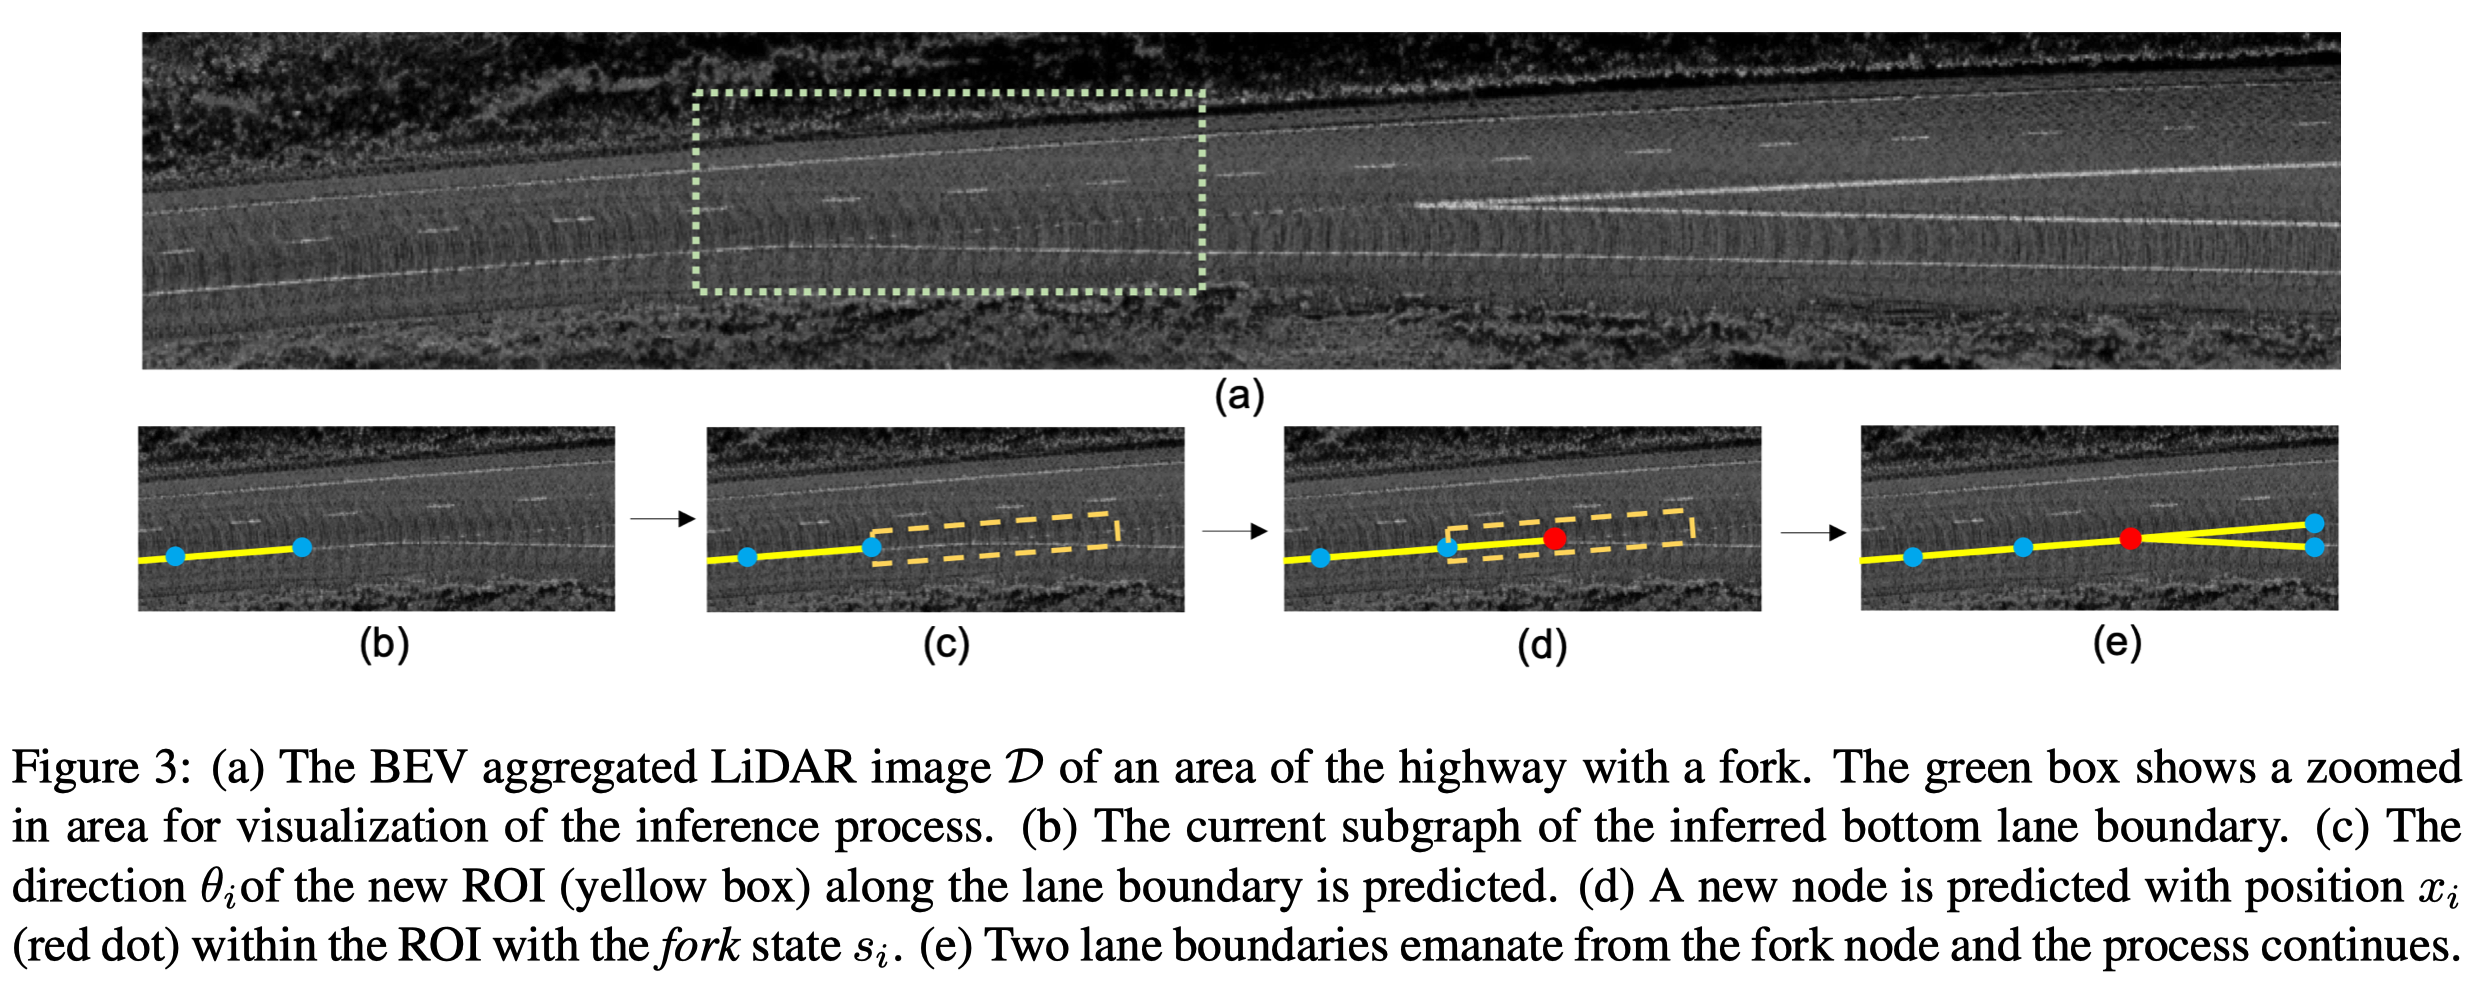 (a)
(b) (c) (d) (e)
Figure 3: (a) The BEV aggregated LiDAR image 𝒟 of an area of the highway with a fork. The green box shows a zoomed
in area for visualization of the inference process. (b) The current subgraph of the inferred bottom lane boundary. (c) The
direction θᵢof the new ROI (yellow box) along the lane boundary is predicted. (d) A new node is predicted with position xᵢ
(red dot) within the ROI with the fork state sᵢ. (e) Two lane boundaries emanate from the fork node and the process continues.